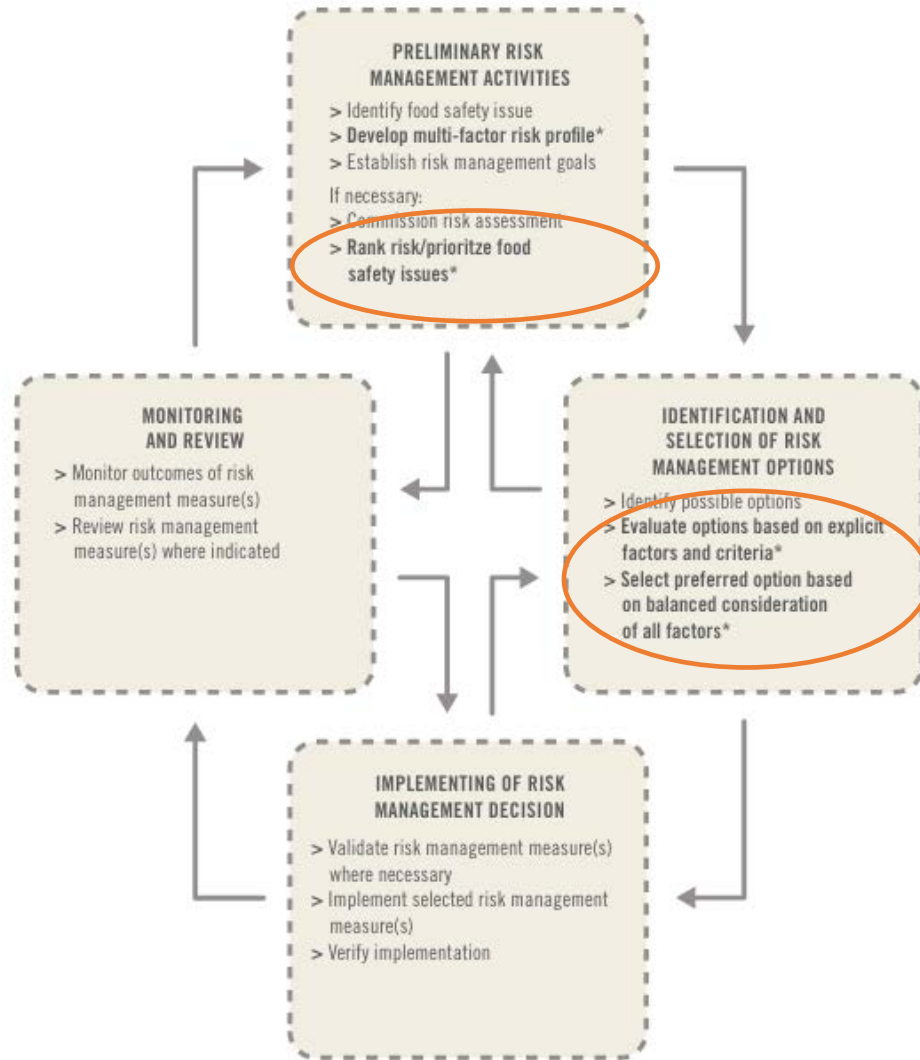 PRELIMINARY RISK
MANAGEMENT ACTIVITIES
> Identify food safety issue
> Develop multi-factor risk profile*
> Establish risk management goals
If necessary:
> Commission risk assessment
> Rank risk/prioritze food
safety issues*
MONITORING
AND REVIEW
> Monitor outcomes of risk
management measure(s)
> Review risk management
measure(s) where indicated
IDENTIFICATION AND
SELECTION OF RISK
MANAGEMENT OPTIONS
> Identify possible options
> Evaluate options based on explicit
factors and criteria*
> Select preferred option based
on balanced consideration
of all factors*
IMPLEMENTING OF RISK
MANAGEMENT DECISION
> Validate risk management measure(s)
where necessary
> Implement selected risk management
measure(s)
> Verify implementation